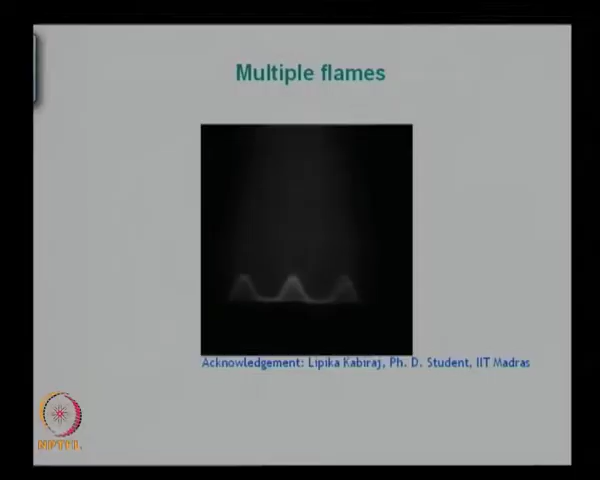 Multiple flames
Acknowledgement: Lipika Kabiraj, Ph. D. Student, IIT Madras
NPTEL